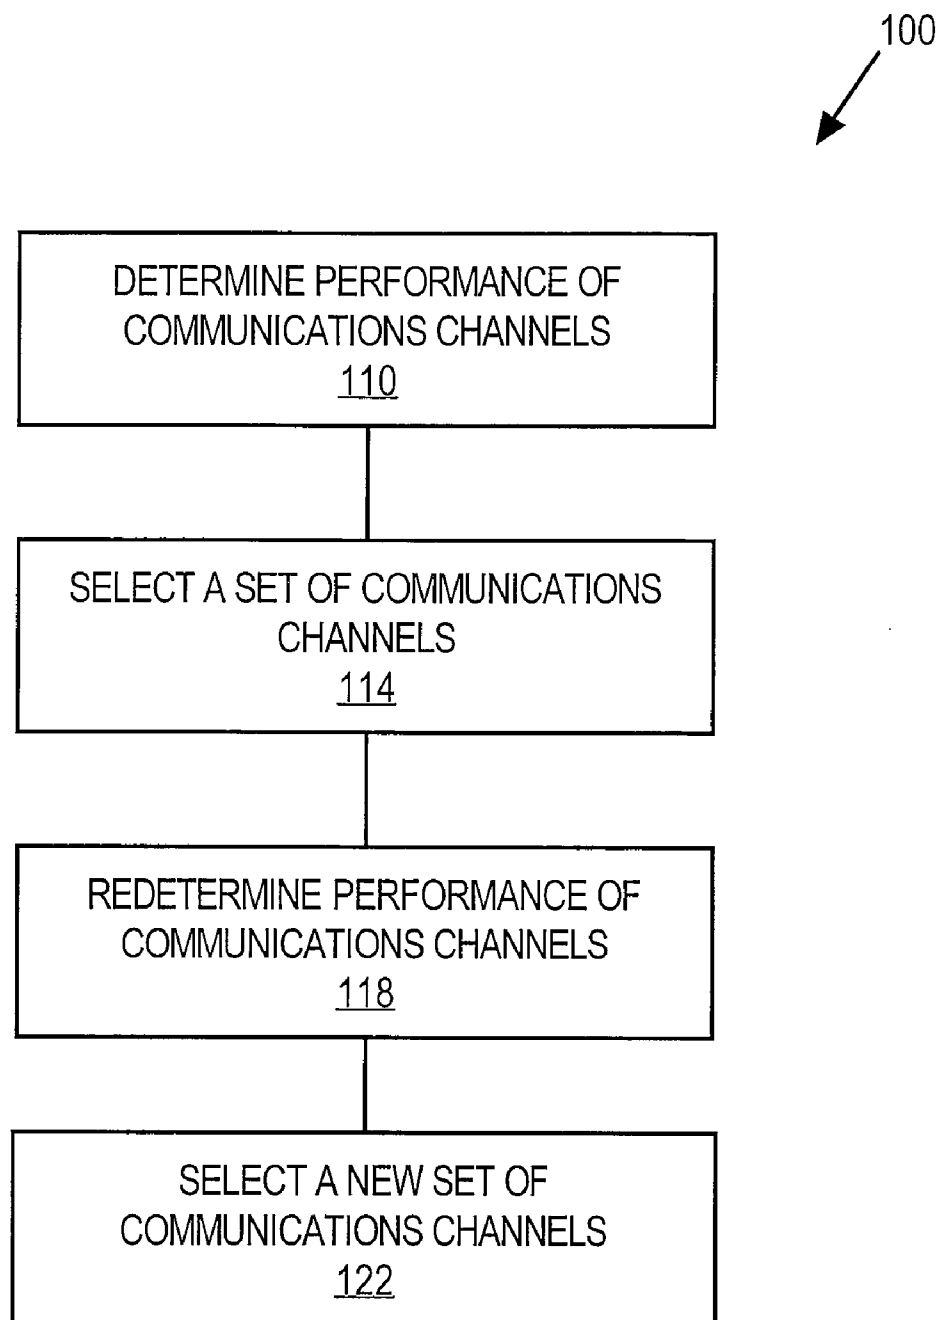 100
DETERMINE PERFORMANCE OF
COMMUNICATIONS CHANNELS
110
SELECT A SET OF COMMUNICATIONS
CHANNELS
114
REDETERMINE PERFORMANCE OF
COMMUNICATIONS CHANNELS
118
SELECT A NEW SET OF
COMMUNICATIONS CHANNELS
122